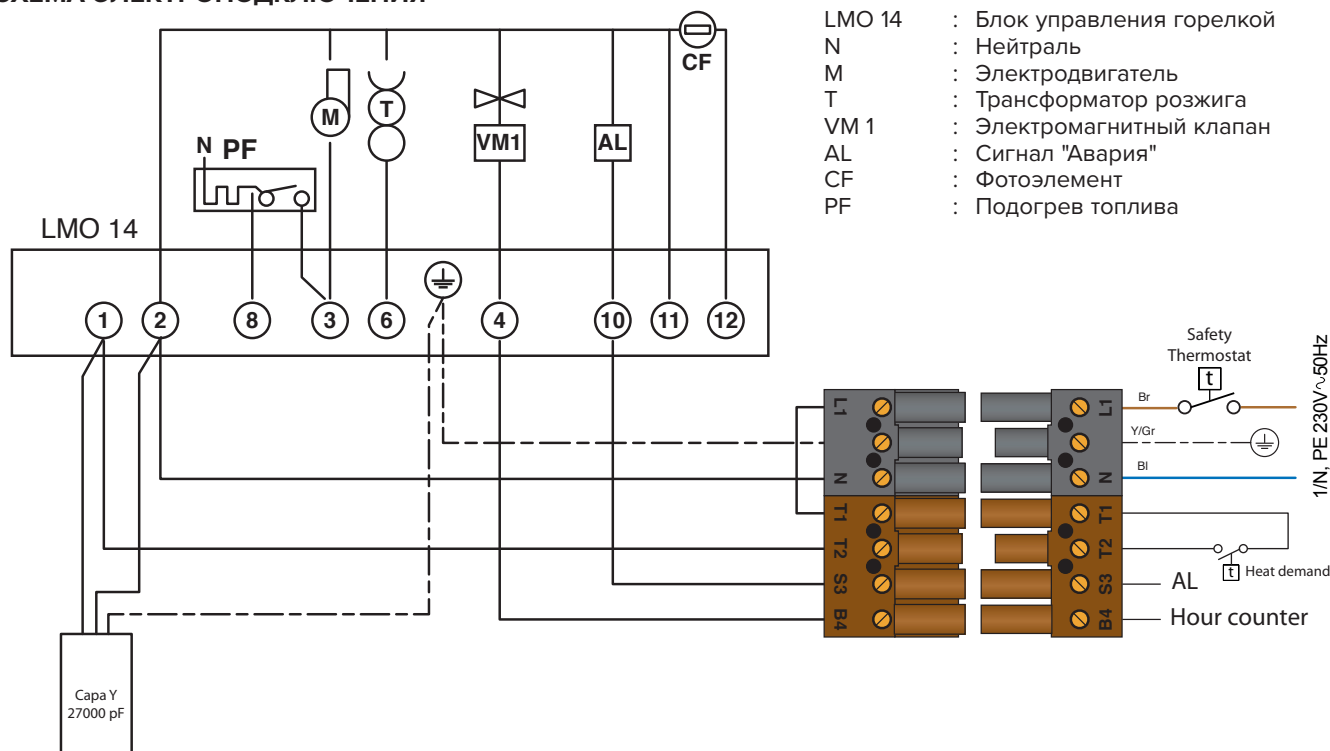 СХЕМА ЭЛЕКТРОПОДКЛЮЧЕНИЯ
LMO 14 : Блок управления горелкой
N : Нейтраль
M : Электродвигатель
T : Трансформатор розжига
VM 1 : Электромагнитный клапан
AL : Сигнал "Авария"
CF : Фотоэлемент
PF : Подогрев топлива
CF
M
T
VM1
AL
N PF
LMO 14
1 2 8 3 6 4 10 11 12
Safety
Thermostat
t
1/N, PE 230V~50Hz
L1
N
T1
T2
S3
B4
L1
N
T1
T2
S3
B4
Br
Y/Gr
Bl
t Heat demand
AL
Hour counter
Capa Y
27000 pF